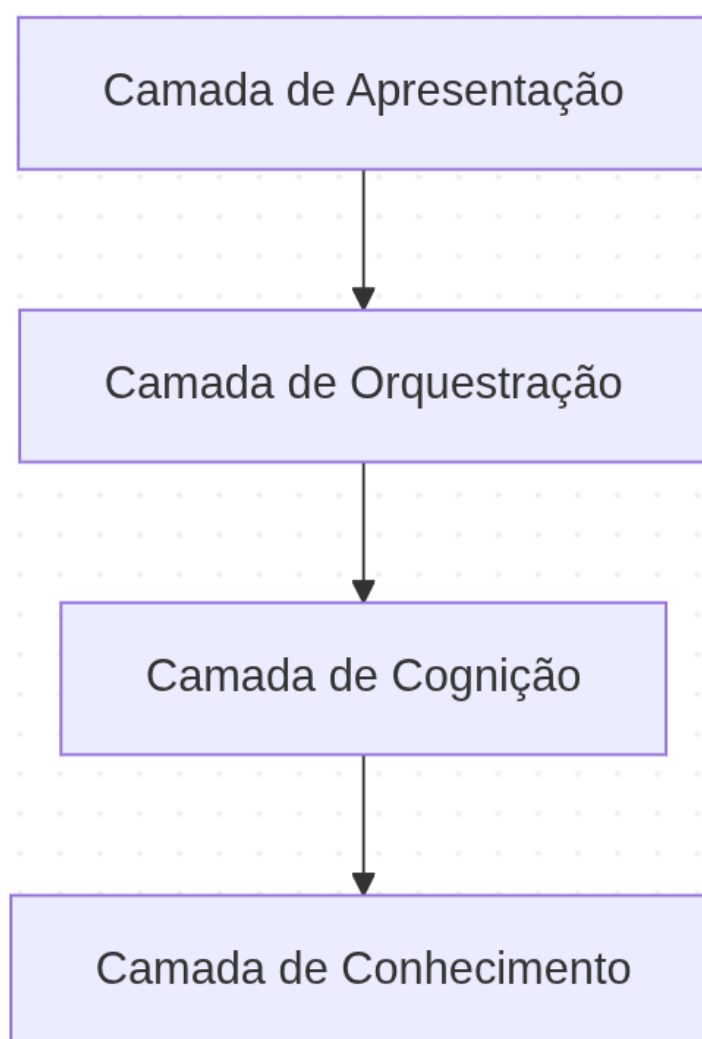 Camada de Apresentação
Camada de Orquestração
Camada de Cognição
Camada de Conhecimento